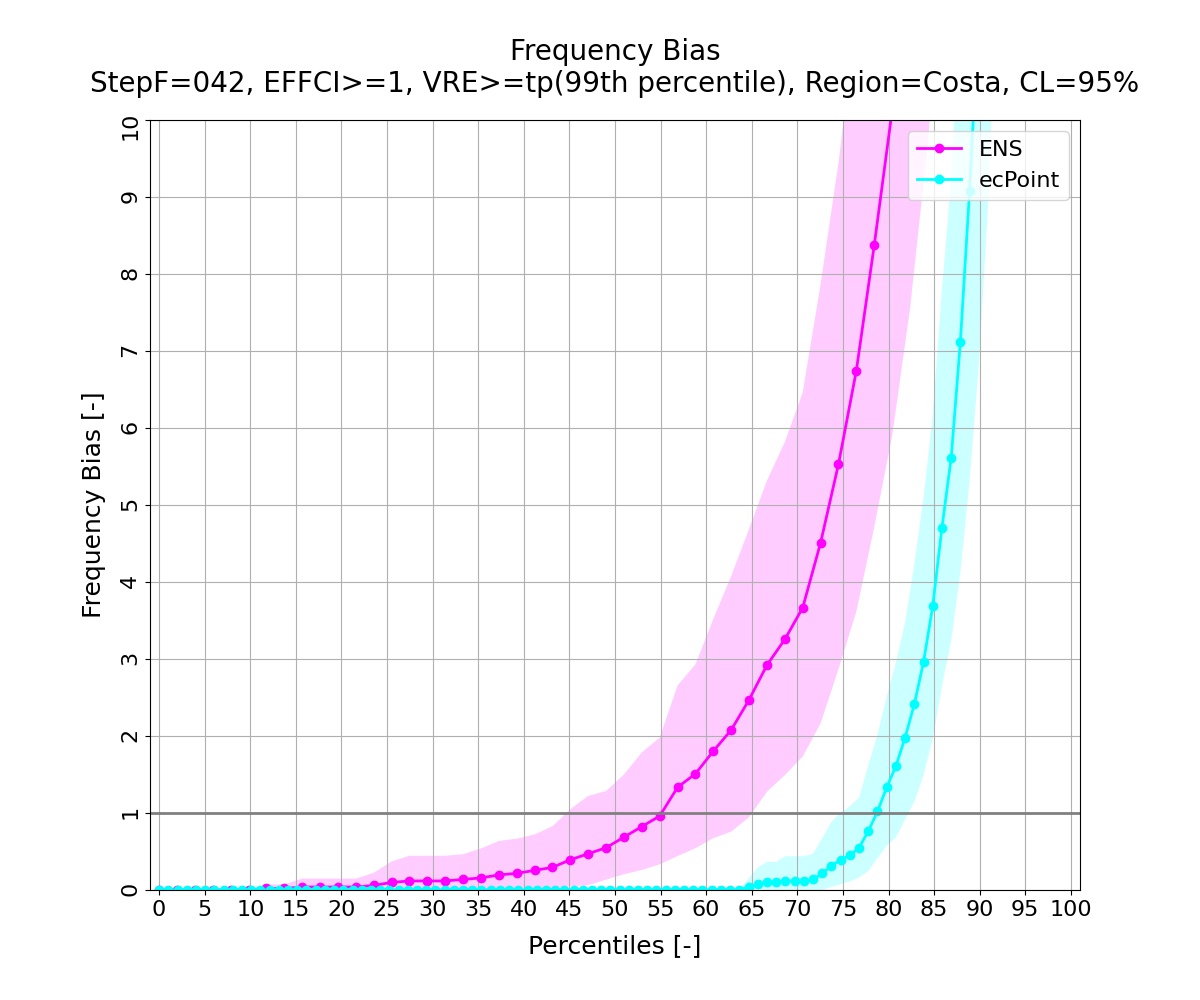 Frequency Bias
StepF=042, EFFCI>=1, VRE>=tp(99th percentile), Region=Costa, CL=95%
10
9
8
7
6
5
4
3
2
1
0
Frequency Bias [-]
ENS
ecPoint
0 5 10 15 20 25 30 35 40 45 50 55 60 65 70 75 80 85 90 95 100
Percentiles [-]